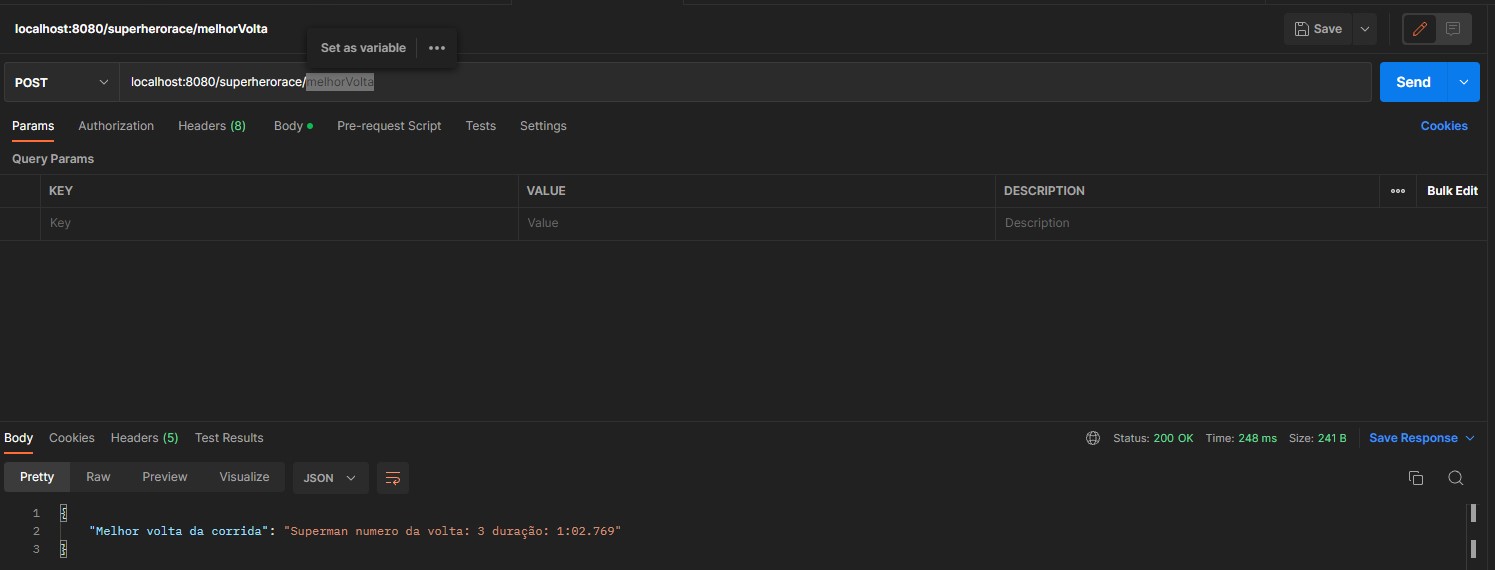 localhost:8080/superherorace/melhorVolta
Save
Set as variable •••
POST localhost:8080/superherorace/melhorVolta Send
Params Authorization Headers (8) Body Pre-request Script Tests Settings Cookies
Query Params
KEY VALUE DESCRIPTION ooo Bulk Edit
Key Value Description
Body Cookies Headers (5) Test Results Status: 200 OK Time: 248 ms Size: 241 B Save Response
Pretty Raw Preview Visualize JSON
1 {
2 "Melhor volta da corrida": "Superman numero da volta: 3 duração: 1:02.769"
3 }